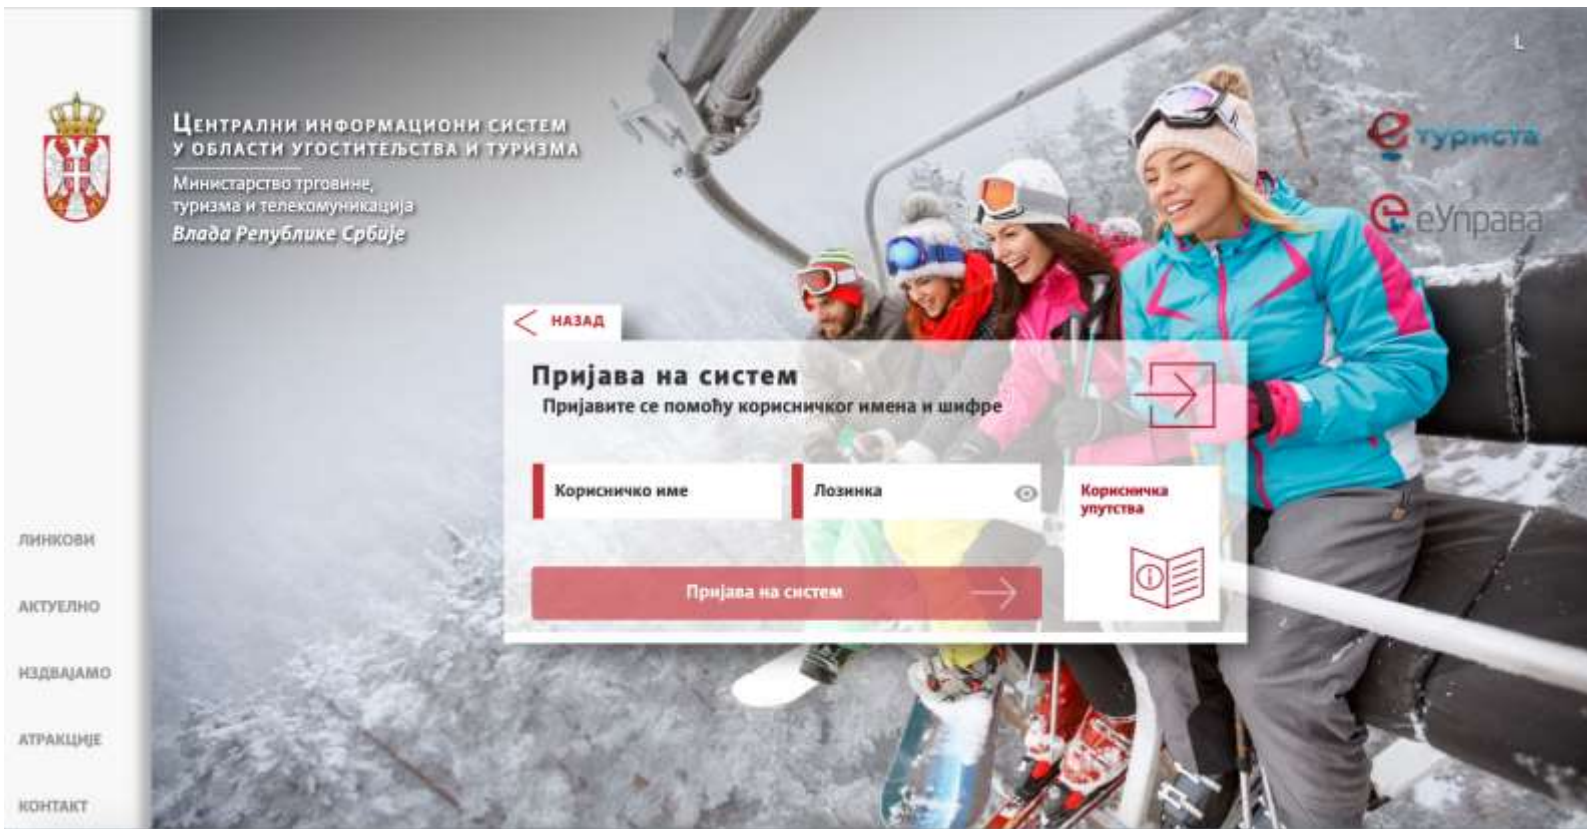 L
Централни информациони систем
у области угоститељства и туризма
Министарство трговине,
туризма и телекомуникација
Влада Републике Србије
е туриста
еУправа
НАЗАД
Пријава на систем
Пријавите се помоћу корисничког имена и шифре
Корисничко име
Лозинка
Корисничка
упутства
Пријава на систем
ЛИНКОВИ
АКТУЕЛНО
ИЗДВАЈАМО
АТРАКЦИЈЕ
КОНТАКТ